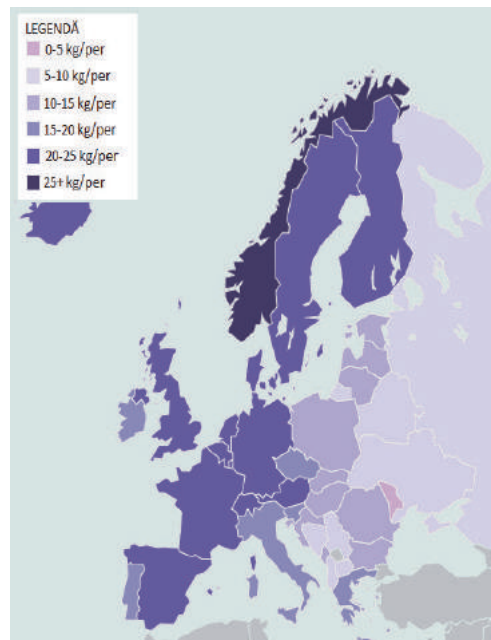 LEGENDĂ
0-5 kg/per
5-10 kg/per
10-15 kg/per
15-20 kg/per
20-25 kg/per
25+ kg/per